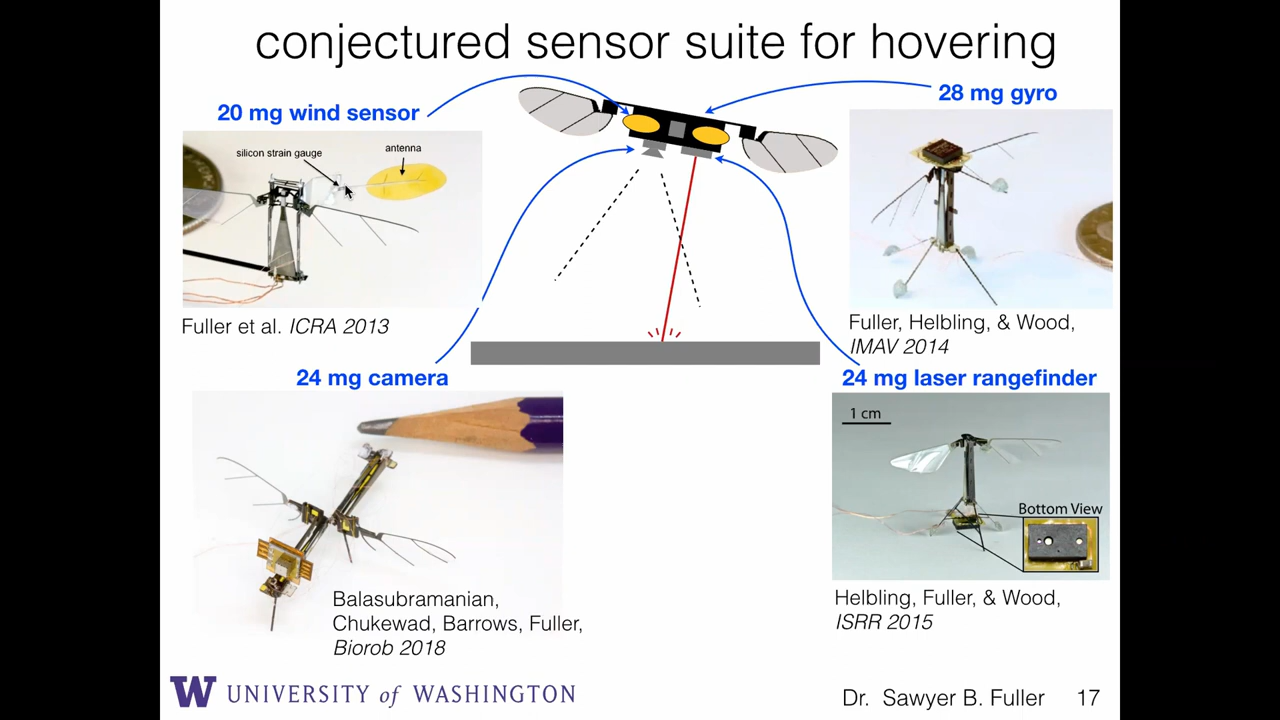 conjectured sensor suite for hovering
20 mg wind sensor
silicon strain gauge
antenna
Fuller et al. ICRA 2013
28 mg gyro
Fuller, Helbling, & Wood,
IMAV 2014
24 mg camera
Balasubramanian,
Chukewad, Barrows, Fuller,
Biorob 2018
24 mg laser rangefinder
1 cm
Bottom View
Helbling, Fuller, & Wood,
ISRR 2015
W UNIVERSITY of WASHINGTON
Dr. Sawyer B. Fuller 17